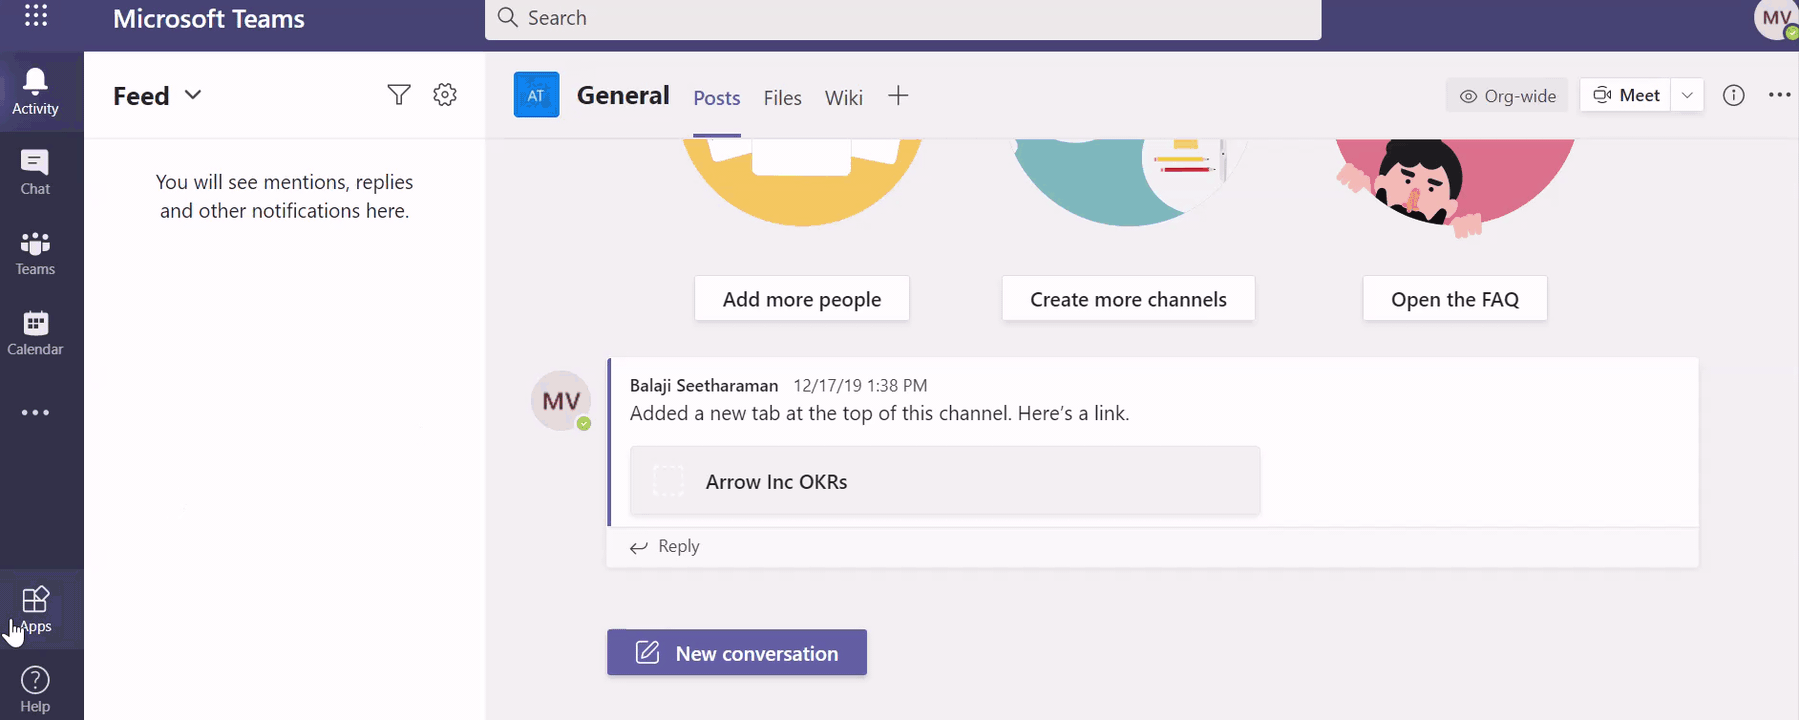 Microsoft Teams
Search
MV
Activity
Chat
Teams
Calendar
Apps
Help
Feed
You will see mentions, replies
and other notifications here.
AT
General
Posts
Files
Wiki
Org-wide
Meet
Add more people
Create more channels
Open the FAQ
MV
Balaji Seetharaman 12/17/19 1:38 PM
Added a new tab at the top of this channel. Here's a link.
Arrow Inc OKRs
Reply
New conversation